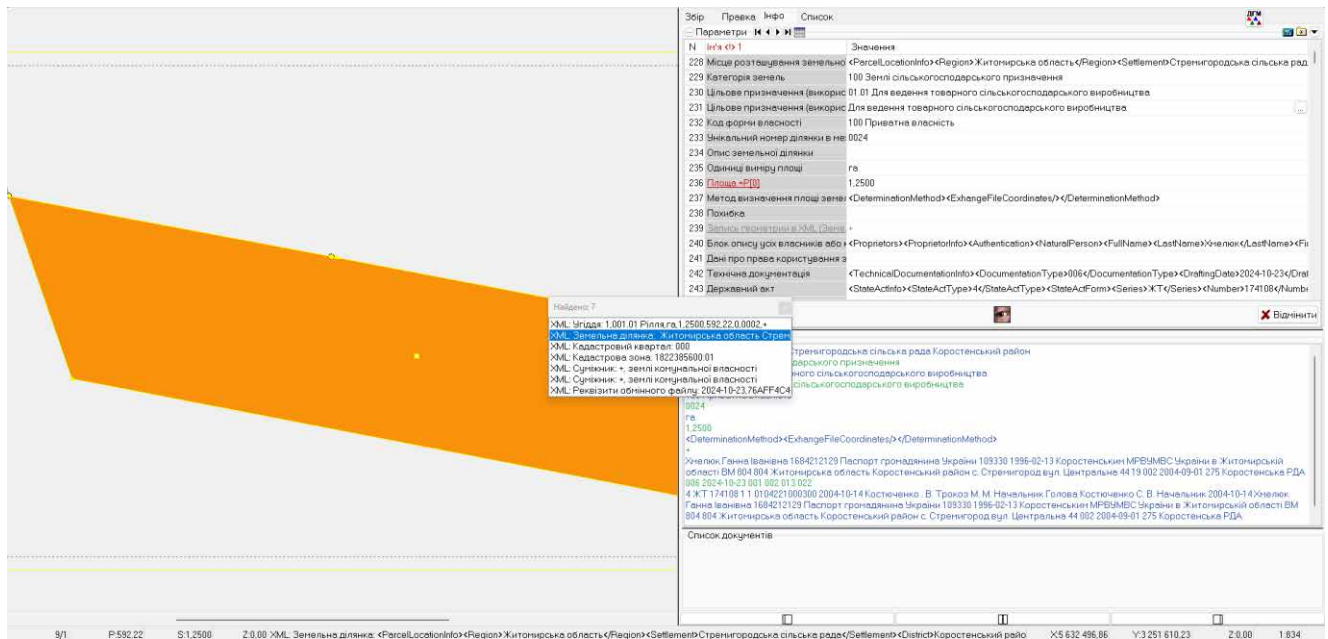 Збір Правка Інфо Список
Параметри
N Ім'я <!> 1 Значення
228 Місце розташування земельно <ParcelLocationInfo><Region>Житомирська область</Region><Settlement>Стремигородська сільська рад
229 Категорія земель 100 Землі сільськогосподарського призначення
230 Цільове призначення (викорис 01.01 Для ведення товарного сільськогосподарського виробництва
231 Цільове призначення (викорис Для ведення товарного сільськогосподарського виробництва ...
232 Код форми власності 100 Приватна власність
233 Унікальний номер ділянки в ме 0024
234 Опис земельної ділянки
235 Одиниці виміру площі га
236 Площа =P[0] 1,2500
237 Метод визначення площі земе <DeterminationMethod><ExhangeFileCoordinates/></DeterminationMethod>
238 Похибка
239 Запись геометрии в XML (Земе +
240 Блок опису усіх власників або к <Proprietors><ProprietorInfo><Authentication><NaturalPerson><FullName><LastName>Хмелюк</LastName><Fi
241 Дані про права користування з
242 Технічна документація <TechnicalDocumentationInfo><DocumentationType>006</DocumentationType><DraftingDate>2024-10-23</Draf
243 Державний акт <StateActInfo><StateActType>4</StateActType><StateActForm><Series>ЖТ</Series><Number>174108</Numbe
Відмінити
Найдено: 7
XML: Угіддя: 1,001.01 Рілля,га,1,2500,592,22,0,0002,+
XML: Земельна ділянка: Житомирська область Стрем
XML: Кадастровий квартал: 000
XML: Кадастрова зона: 1822385600:01
XML: Суміжник: +, землі комунальної власності
XML: Суміжник: +, землі комунальної власності
XML: Реквізити обмінного файлу: 2024-10-23,76AFF4C4
тремигородська сільська рада Коростенський район
дарського призначення
ного сільськогосподарського виробництва
сільськогосподарського виробництва
0024
га
1,2500
<DeterminationMethod><ExhangeFileCoordinates/></DeterminationMethod>
+
Хмелюк Ганна Іванівна 1684212129 Паспорт громадянина України 109330 1996-02-13 Коростенським МРВУМВС України в Житомирській
області ВМ 804 804 Житомирська область Коростенський район с. Стремигород вул. Центральна 44 19 002 2004-09-01 275 Коростенська РДА
006 2024-10-23 001 002 013 022
4 ЖТ 174108 1 1 0104221000300 2004-10-14 Костюченко . В. Трокоз М. М. Начальник Голова Костюченко С. В. Начальник 2004-10-14 Хмелюк
Ганна Іванівна 1684212129 Паспорт громадянина України 109330 1996-02-13 Коростенським МРВУМВС України в Житомирській області ВМ
804 804 Житомирська область Коростенський район с. Стремигород вул. Центральна 44 002 2004-09-01 275 Коростенська РДА
Список документів
9/1 P:592,22 S:1,2500 Z:0,00 XML: Земельна ділянка: <ParcelLocationInfo><Region>Житомирська область</Region><Settlement>Стремигородська сільська рада</Settlement><District>Коростенський райо X:5 632 496,86 Y:3 251 610,23 Z:0,00 1:834